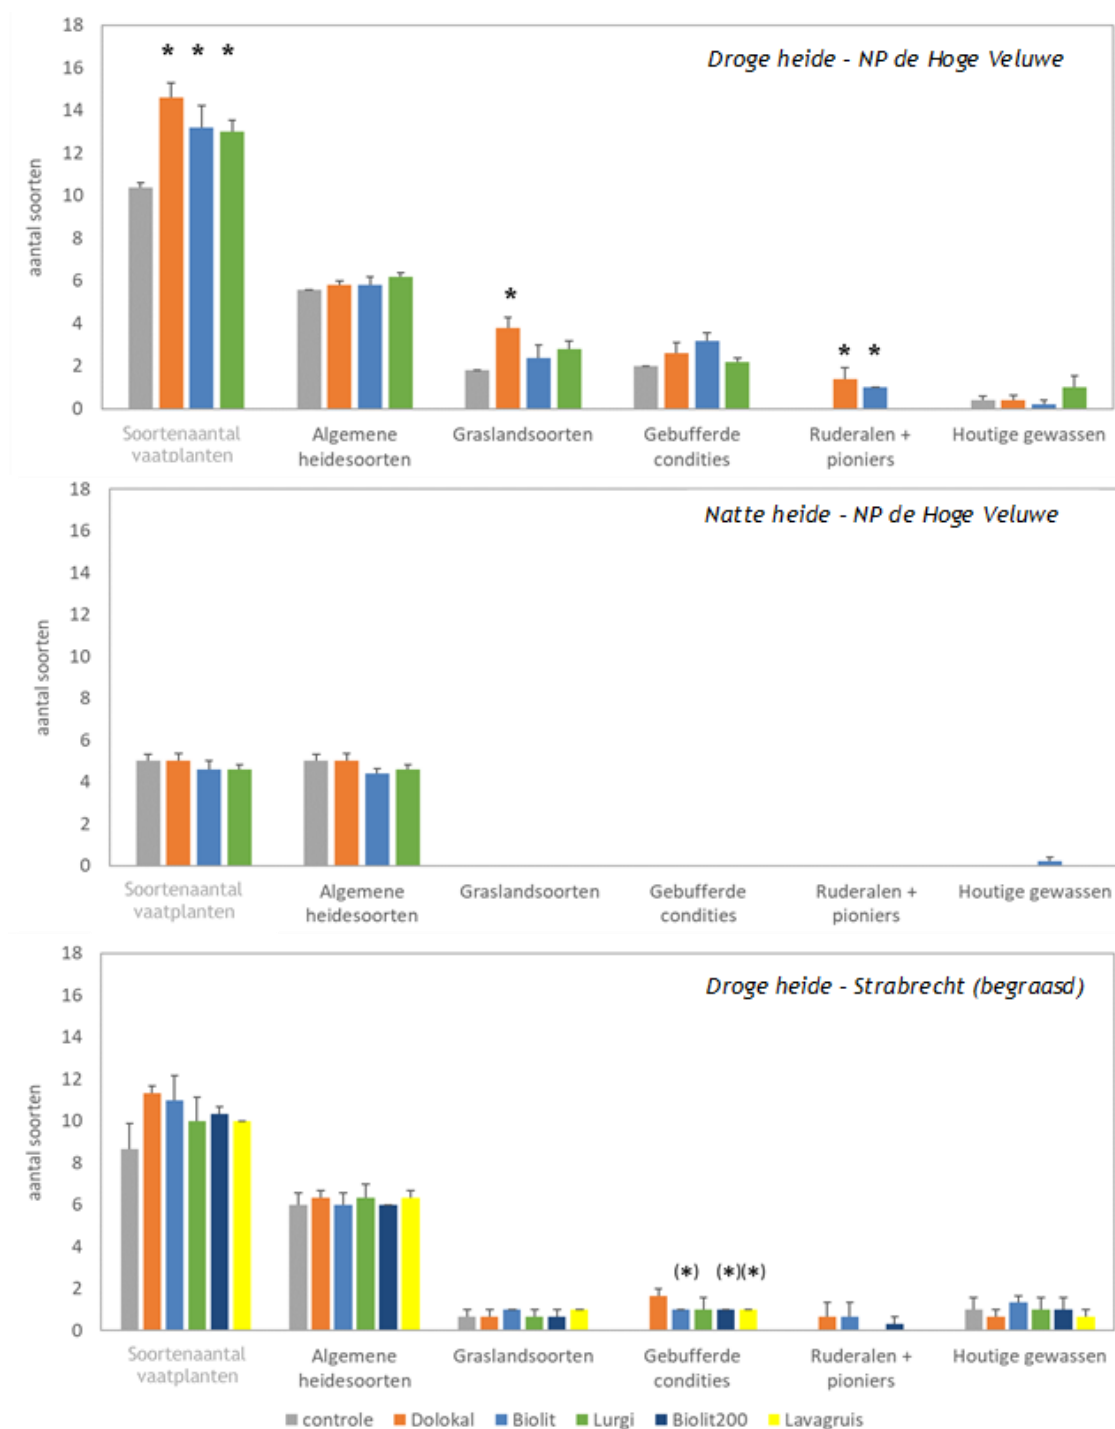 18
16
14
12
10
8
6
4
2
0
aantal soorten
Droge heide - NP de Hoge Veluwe
* * *
*
* *
Soortenaantal vaatplanten
Algemene heidesoorten
Graslandsoorten
Gebufferde condities
Ruderalen + pioniers
Houtige gewassen
18
16
14
12
10
8
6
4
2
0
aantal soorten
Natte heide - NP de Hoge Veluwe
Soortenaantal vaatplanten
Algemene heidesoorten
Graslandsoorten
Gebufferde condities
Ruderalen + pioniers
Houtige gewassen
18
16
14
12
10
8
6
4
2
0
aantal soorten
Droge heide - Strabrecht (begraasd)
(*) (*)(*)
Soortenaantal vaatplanten
Algemene heidesoorten
Graslandsoorten
Gebufferde condities
Ruderalen + pioniers
Houtige gewassen
controle Dolokal Biolit Lurgi Biolit200 Lavagruis